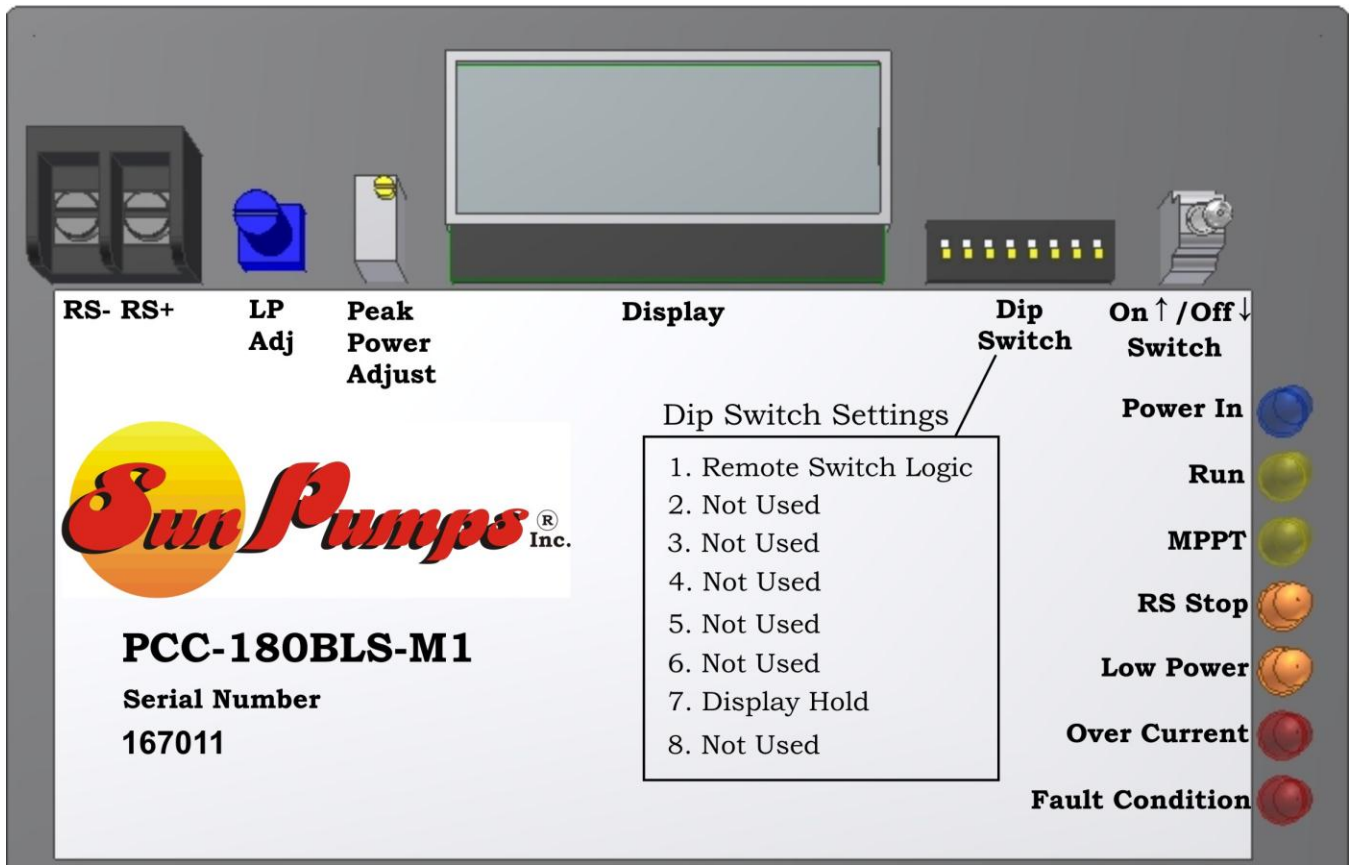 RS- RS+
LP
Adj
Peak
Power
Adjust
Display
Dip
Switch
On ↑ /Off ↓
Switch
Dip Switch Settings
1. Remote Switch Logic
2. Not Used
3. Not Used
4. Not Used
5. Not Used
6. Not Used
7. Display Hold
8. Not Used
Power In
Run
MPPT
RS Stop
Low Power
Over Current
Fault Condition
Sun Pumps ®
Inc.
PCC-180BLS-M1
Serial Number
167011